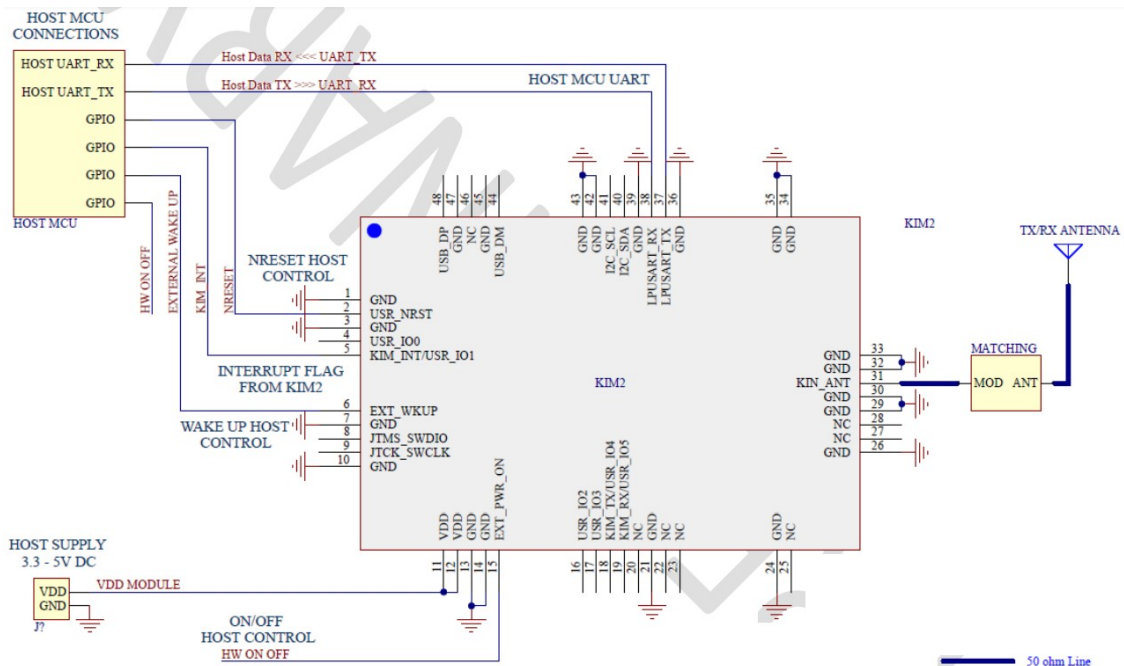 HOST MCU
CONNECTIONS
HOST UART_RX
HOST UART_TX
GPIO
GPIO
GPIO
GPIO
HOST MCU
Host Data RX <<< UART_TX
Host Data TX >>> UART_RX
HOST MCU UART
HW ON OFF
EXTERNAL WAKE UP
KIM_INT
NRESET
48
47
46
45
44
USB_DP
GND
NC
GND
USB_DM
43
42
41
40
39
38
37
36
GND
GND
I2C_SCL
I2C_SDA
GND
LPUSART_RX
LPUSART_TX
GND
35
34
GND
GND
KIM2
TX/RX ANTENNA
NRESET HOST
CONTROL
1 GND
2 USR_NRST
3 GND
4 USR_IO0
5 KIM_INT/USR_IO1
INTERRUPT FLAG
FROM KIM2
6 EXT_WKUP
7 GND
WAKE UP HOST
CONTROL
8 JTMS_SWDIO
9 JTCK_SWCLK
10 GND
KIM2
GND 33
GND 32
KIN_ANT 31
GND 30
GND 29
NC 28
NC 27
GND 26
MATCHING
MOD ANT
VDD
VDD
GND
GND
EXT_PWR_ON
11
12
13
14
15
USR_IO2
USR_IO3
KIM_TX/USR_IO4
KIM_RX/USR_IO5
NC
GND
NC
NC
16
17
18
19
20
21
22
23
GND
NC
24
25
HOST SUPPLY
3.3 - 5V DC
VDD
GND
J?
VDD MODULE
ON/OFF
HOST CONTROL
HW ON OFF
50 ohm Line